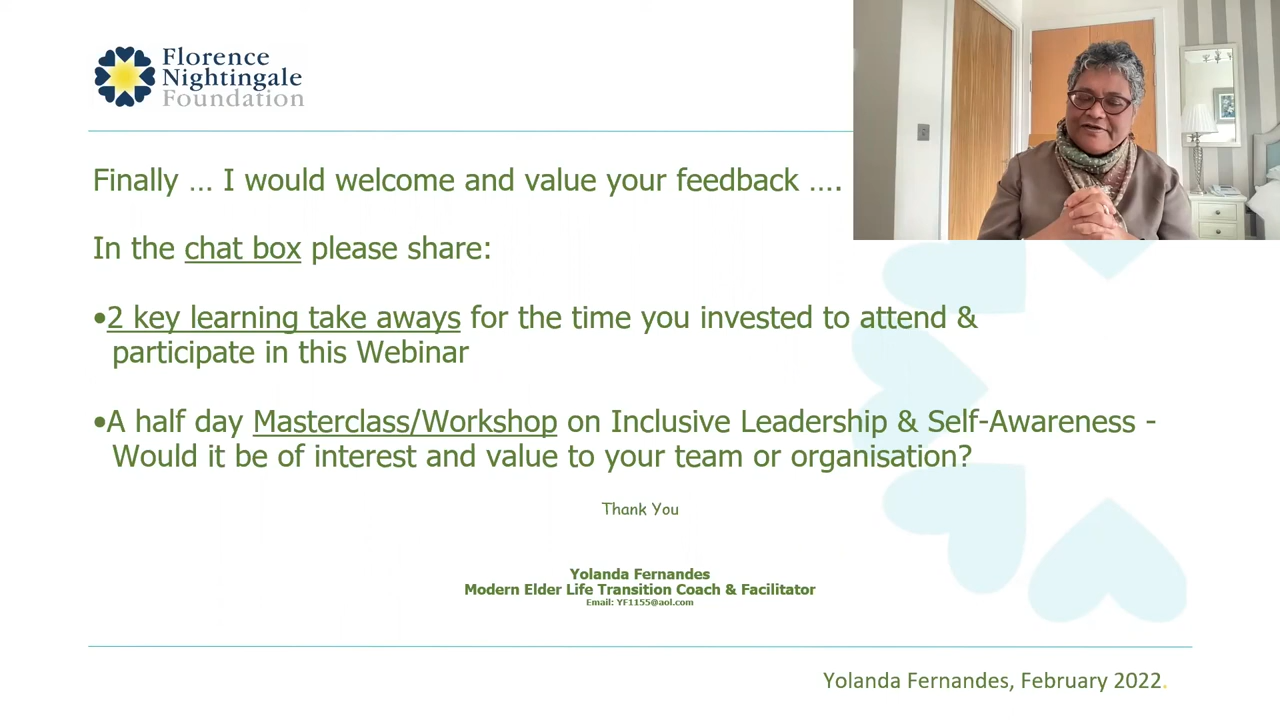 Florence
Nightingale
Foundation
Finally … I would welcome and value your feedback ….
In the chat box please share:
•2 key learning take aways for the time you invested to attend &
participate in this Webinar
•A half day Masterclass/Workshop on Inclusive Leadership & Self-Awareness -
Would it be of interest and value to your team or organisation?
Thank You
Yolanda Fernandes
Modern Elder Life Transition Coach & Facilitator
Email: YF1155@aol.com
Yolanda Fernandes, February 2022.